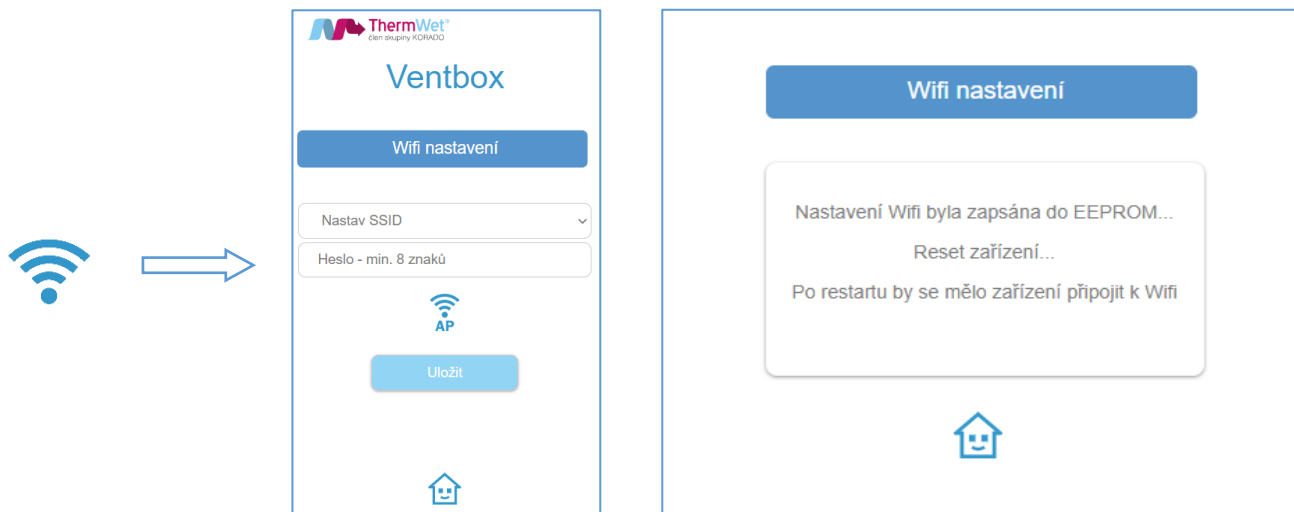 ThermWet®
člen skupiny KORADO
Ventbox
Wifi nastavení
Nastav SSID
Heslo - min. 8 znaků
AP
Uložit
Wifi nastavení
Nastavení Wifi byla zapsána do EEPROM...
Reset zařízení...
Po restartu by se mělo zařízení připojit k Wifi